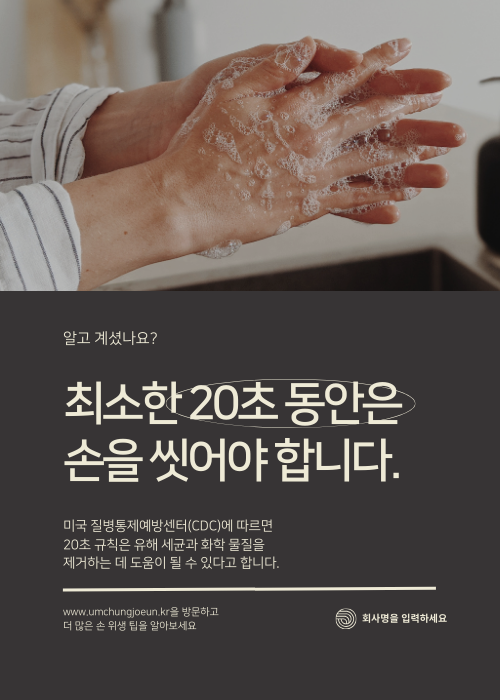 알고 계셨나요?
최소한 20초 동안은
손을 씻어야 합니다.
미국 질병통제예방센터(CDC)에 따르면
20초 규칙은 유해 세균과 화학 물질을
제거하는 데 도움이 될 수 있다고 합니다.
www.umchungjoeun.kr을 방문하고
더 많은 손 위생 팁을 알아보세요
회사명을 입력하세요